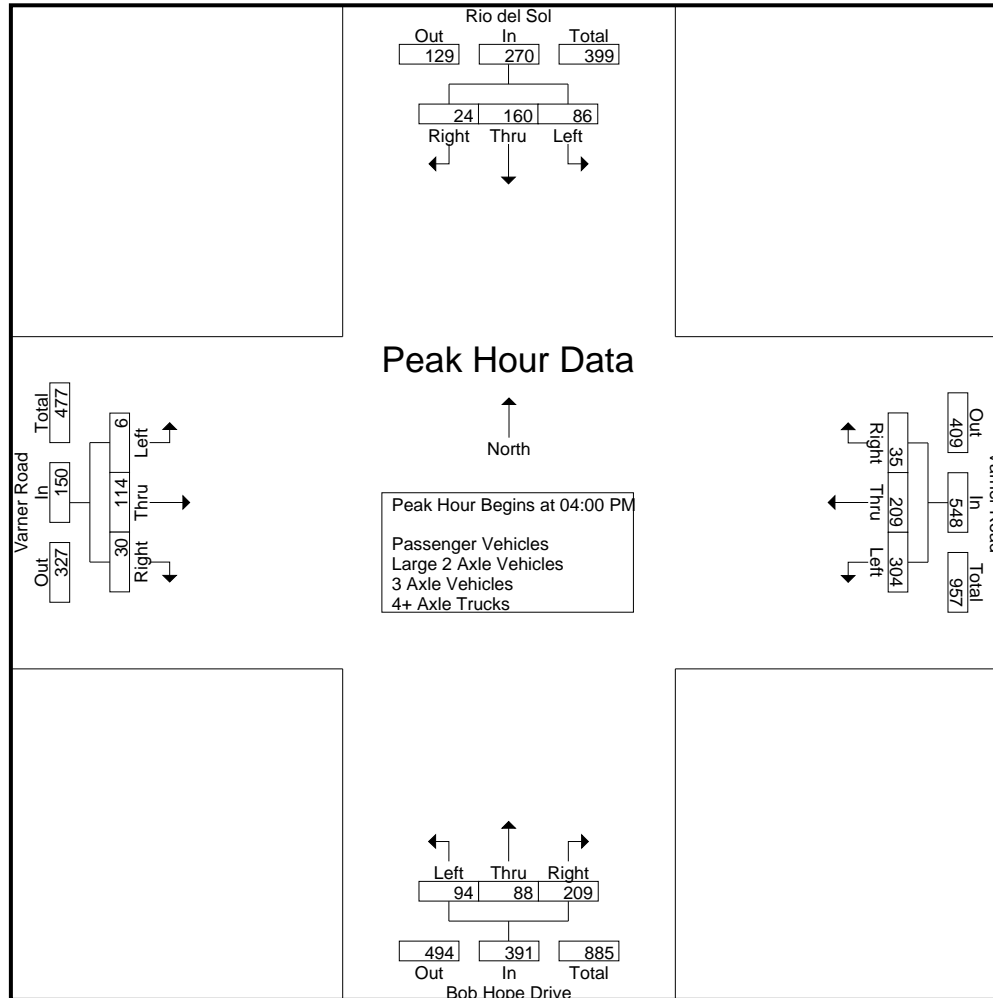 Rio del Sol
Out In Total
129 270 399
24 160 86
Right Thru Left
Peak Hour Data
North
Peak Hour Begins at 04:00 PM
Passenger Vehicles
Large 2 Axle Vehicles
3 Axle Vehicles
4+ Axle Trucks
Varner Road
Total In Out
477 150 327
6 114 30
Left Thru Right
Right Thru Left
35 209 304
409 548 957
Out In Total
Left Thru Right
94 88 209
494 391 885
Out In Total
Bob Hope Drive